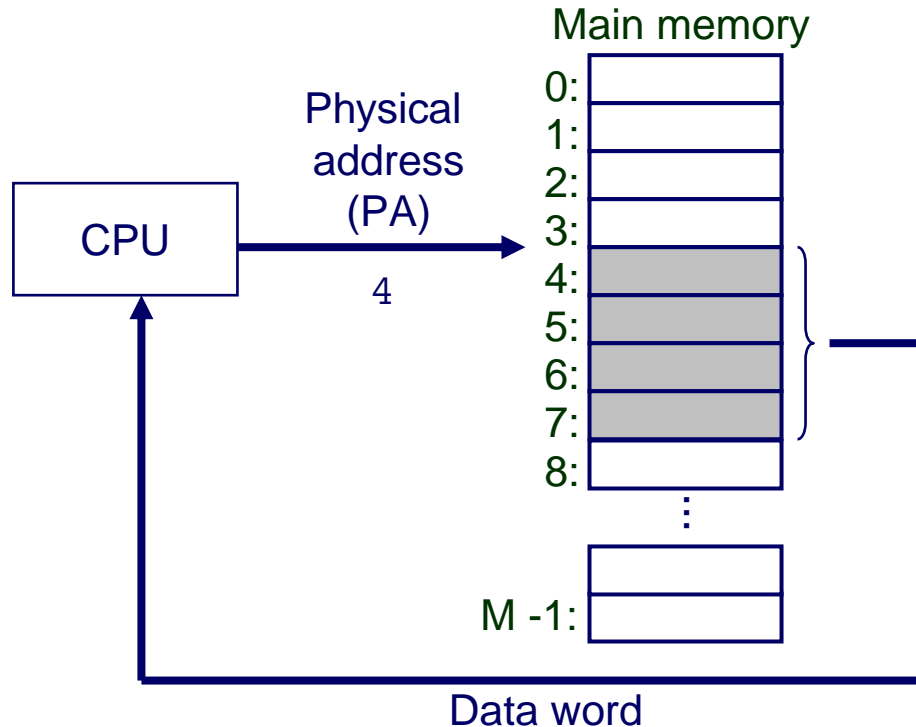 Main memory
0:
1:
2:
3:
4:
5:
6:
7:
8:
...
M -1:
Physical
address
(PA)
4
CPU
Data word